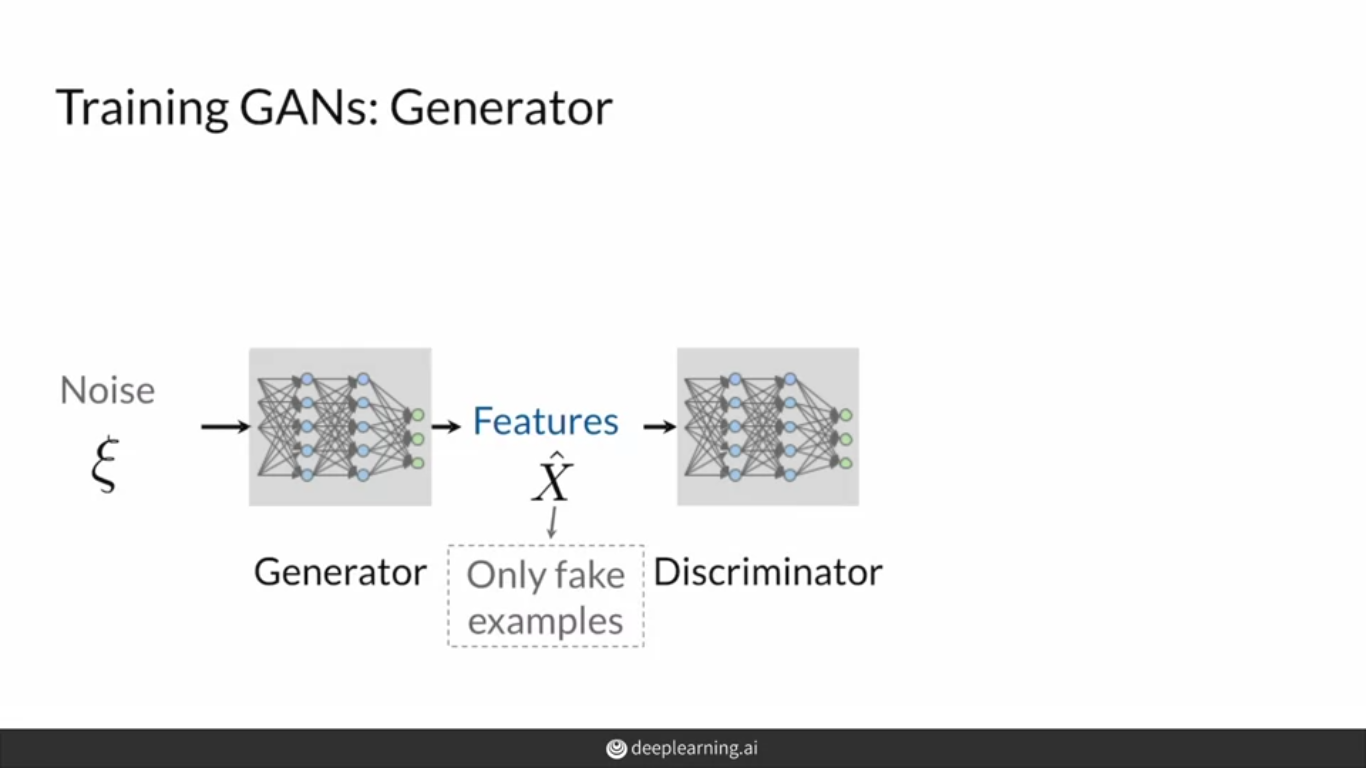 Training GANs: Generator
Noise
ξ
Features
X̂
Generator
Only fake
examples
Discriminator
deeplearning.ai